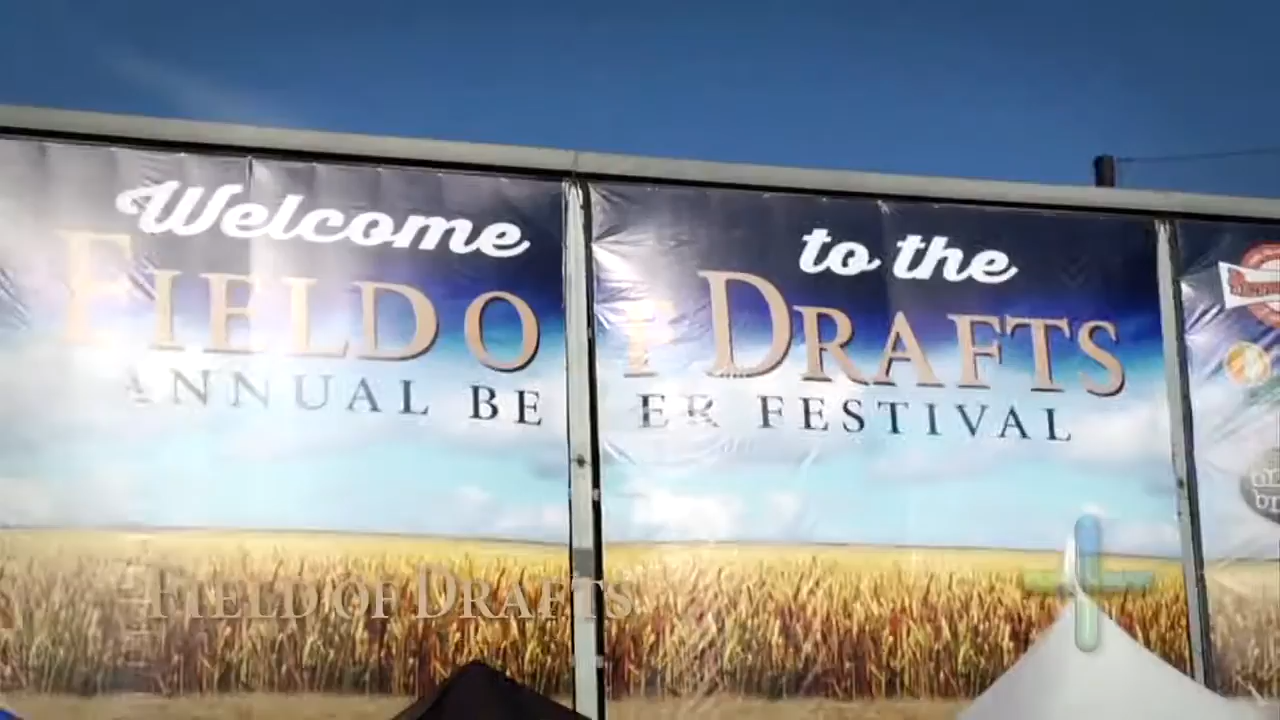 Welcome to the
FIELD OF DRAFTS
ANNUAL BEER FESTIVAL
FIELD OF DRAFTS